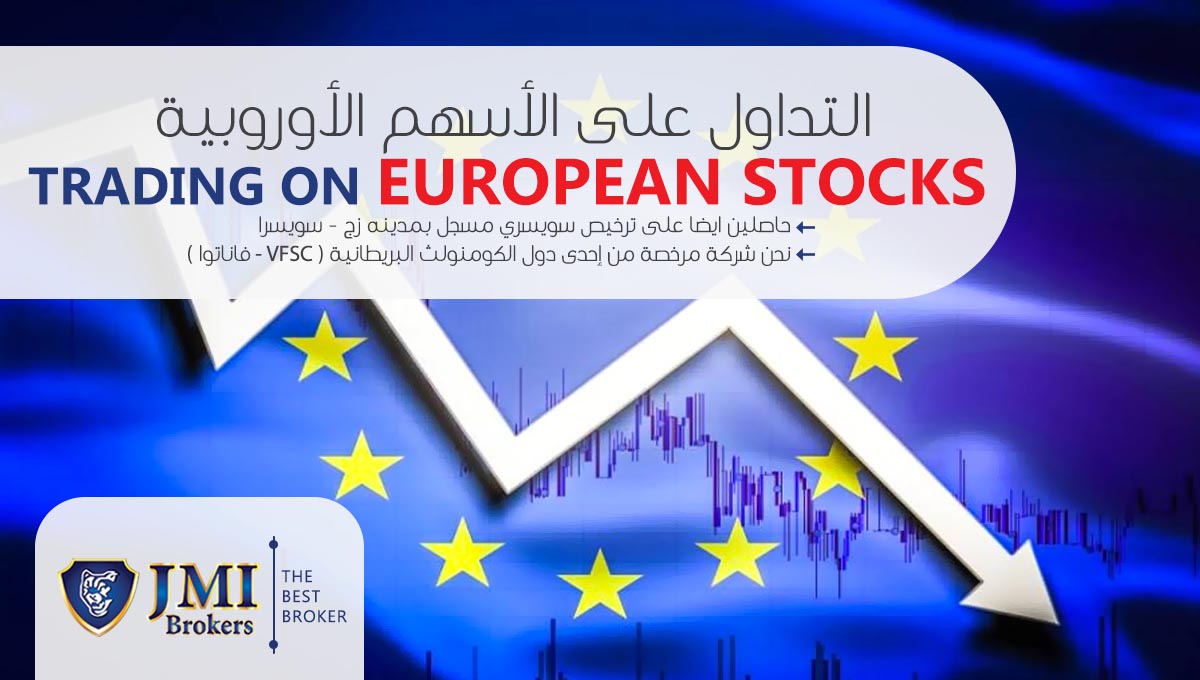 التداول على الأسهم الأوروبية
TRADING ON EUROPEAN STOCKS
حاصلين ايضا على ترخيص سويسري مسجل بمدينه زج - سويسرا
نحن شركة مرخصة من إحدى دول الكومنولث البريطانية ( VFSC - فاناتوا )
JMI
Brokers
THE
BEST
BROKER